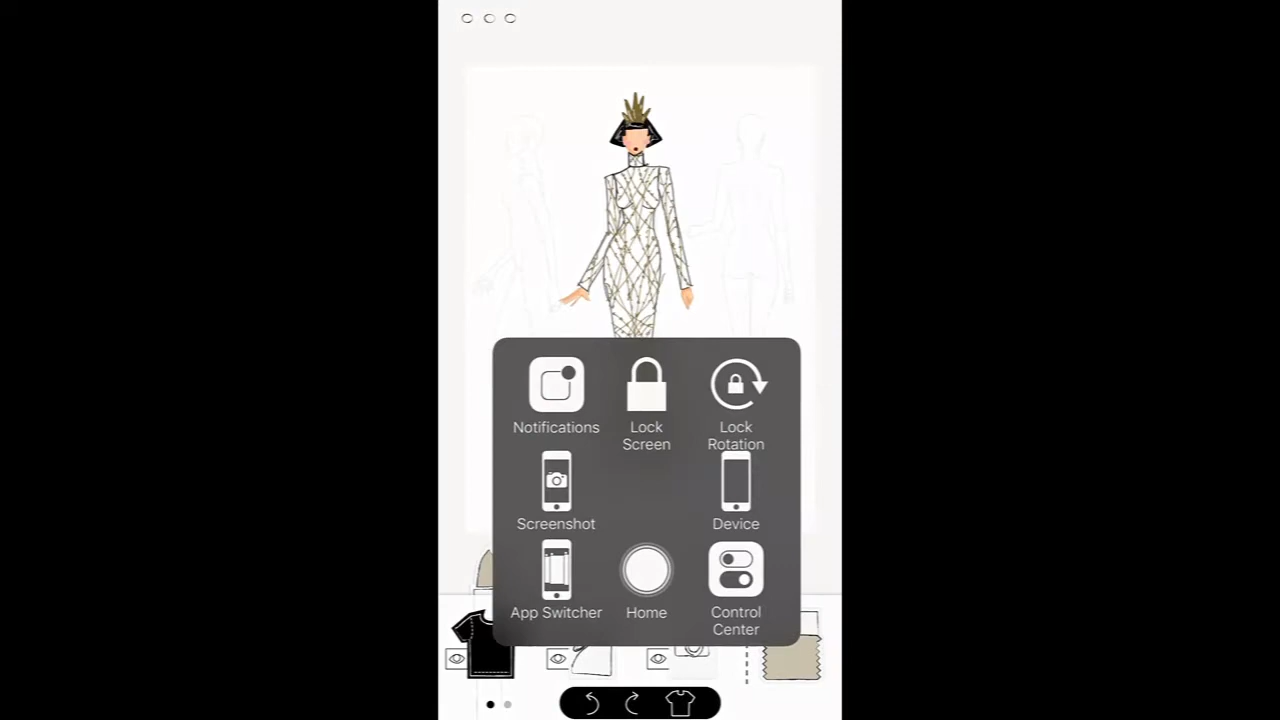 Notifications
Lock
Screen
Lock
Rotation
Screenshot
Device
App Switcher
Home
Control
Center